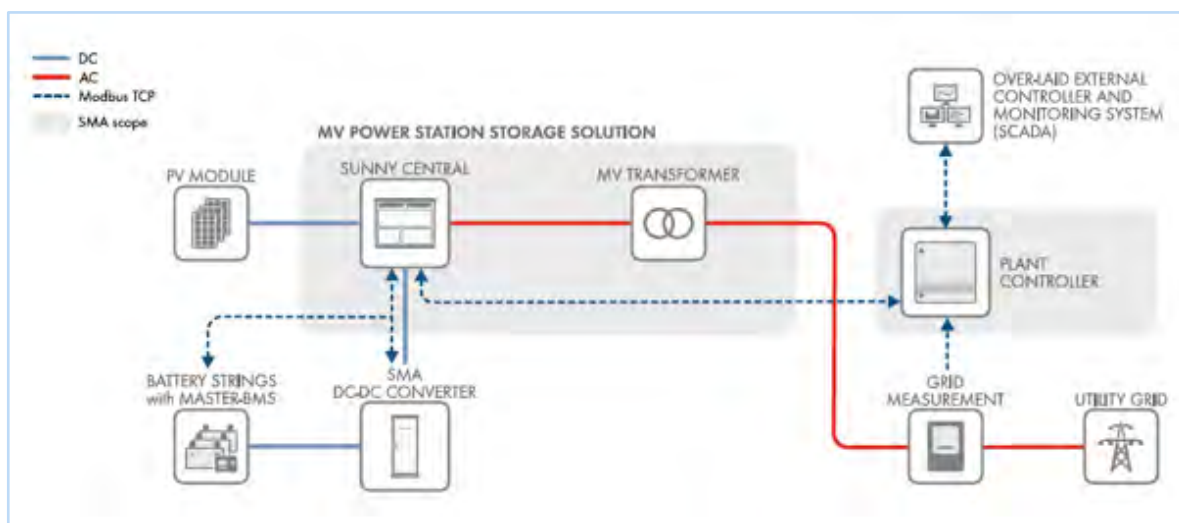 DC
AC
Modbus TCP
SMA scope
MV POWER STATION STORAGE SOLUTION
SUNNY CENTRAL
MV TRANSFORMER
PV MODULE
OVER-LAID EXTERNAL
CONTROLLER AND
MONITORING SYSTEM
(SCADA)
PLANT
CONTROLLER
BATTERY STRINGS
with MASTER-BMS
SMA
DC-DC CONVERTER
GRID
MEASUREMENT
UTILITY GRID